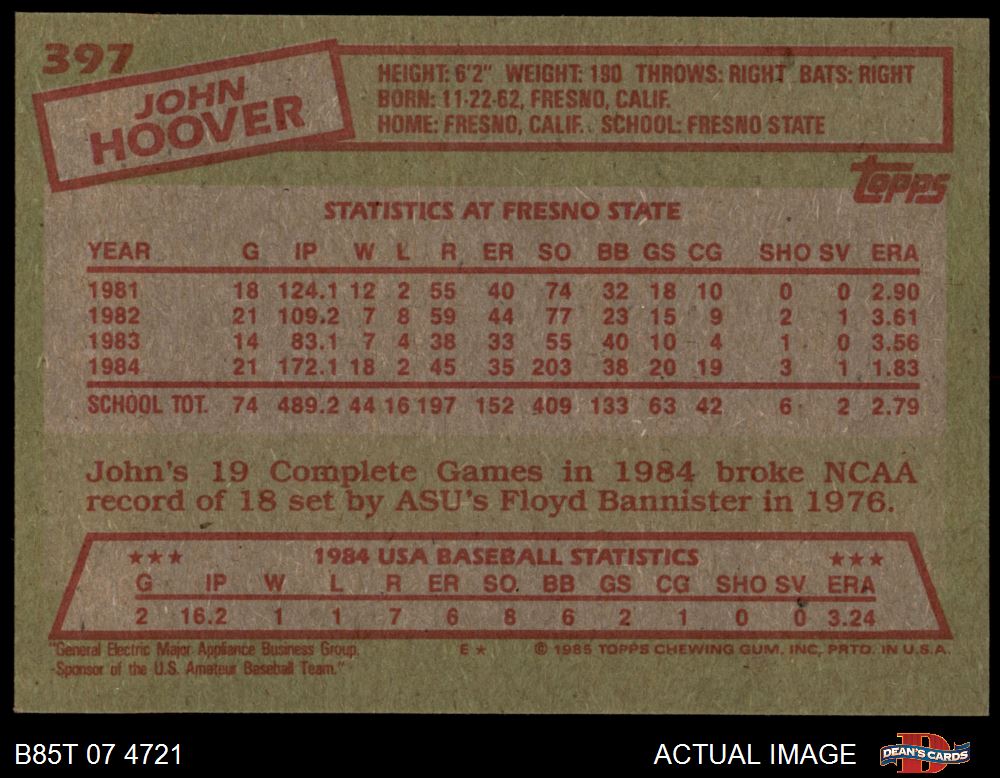 397
JOHN
HOOVER
HEIGHT: 6'2" WEIGHT: 190 THROWS: RIGHT BATS: RIGHT
BORN: 11-22-62, FRESNO, CALIF.
HOME: FRESNO, CALIF. SCHOOL: FRESNO STATE
Topps
STATISTICS AT FRESNO STATE
YEAR G IP W L R ER SO BB GS CG SHO SV ERA
1981 18 124.1 12 2 55 40 74 32 18 10 0 0 2.90
1982 21 109.2 7 8 59 44 77 23 15 9 2 1 3.61
1983 14 83.1 7 4 38 33 55 40 10 4 1 0 3.56
1984 21 172.1 18 2 45 35 203 38 20 19 3 1 1.83
SCHOOL TOT. 74 489.2 44 16 197 152 409 133 63 42 6 2 2.79
John's 19 Complete Games in 1984 broke NCAA
record of 18 set by ASU's Floyd Bannister in 1976.
★★★ 1984 USA BASEBALL STATISTICS ★★★
G IP W L R ER SO. BB GS CG SHO SV ERA
2 16.2 1 1 7 6 8 6 2 1 0 0 3.24
"General Electric Major Appliance Business Group,
Sponsor of the U.S. Amateur Baseball Team."
E ★ © 1985 TOPPS CHEWING GUM, INC, PRTD. IN U.S.A.
B85T 07 4721
ACTUAL IMAGE
DEAN'S CARDS